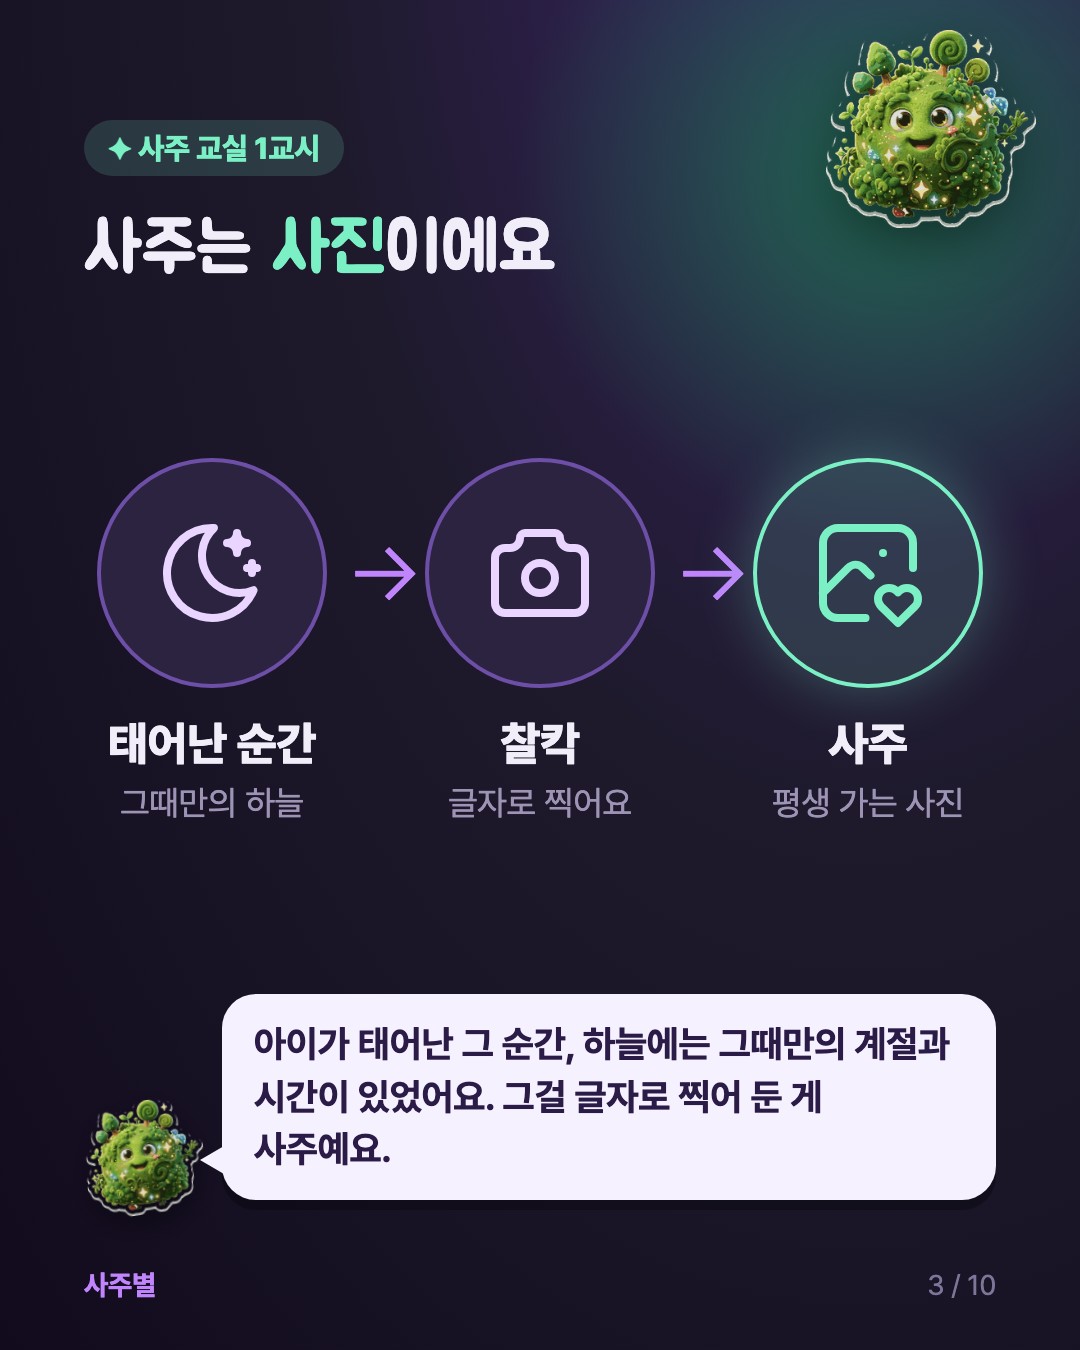 사주 교실 1교시
사주는 사진이에요
태어난 순간
그때만의 하늘
찰칵
글자로 찍어요
사주
평생 가는 사진
아이가 태어난 그 순간, 하늘에는 그때만의 계절과
시간이 있었어요. 그걸 글자로 찍어 둔 게
사주예요.
사주별
3 / 10